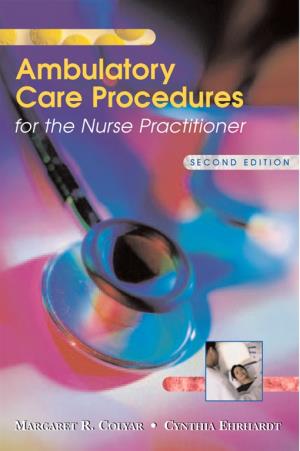 Ambulatory
Care Procedures
for the Nurse Practitioner
SECOND EDITION
MARGARET R. COLYAR • CYNTHIA EHRHARDT